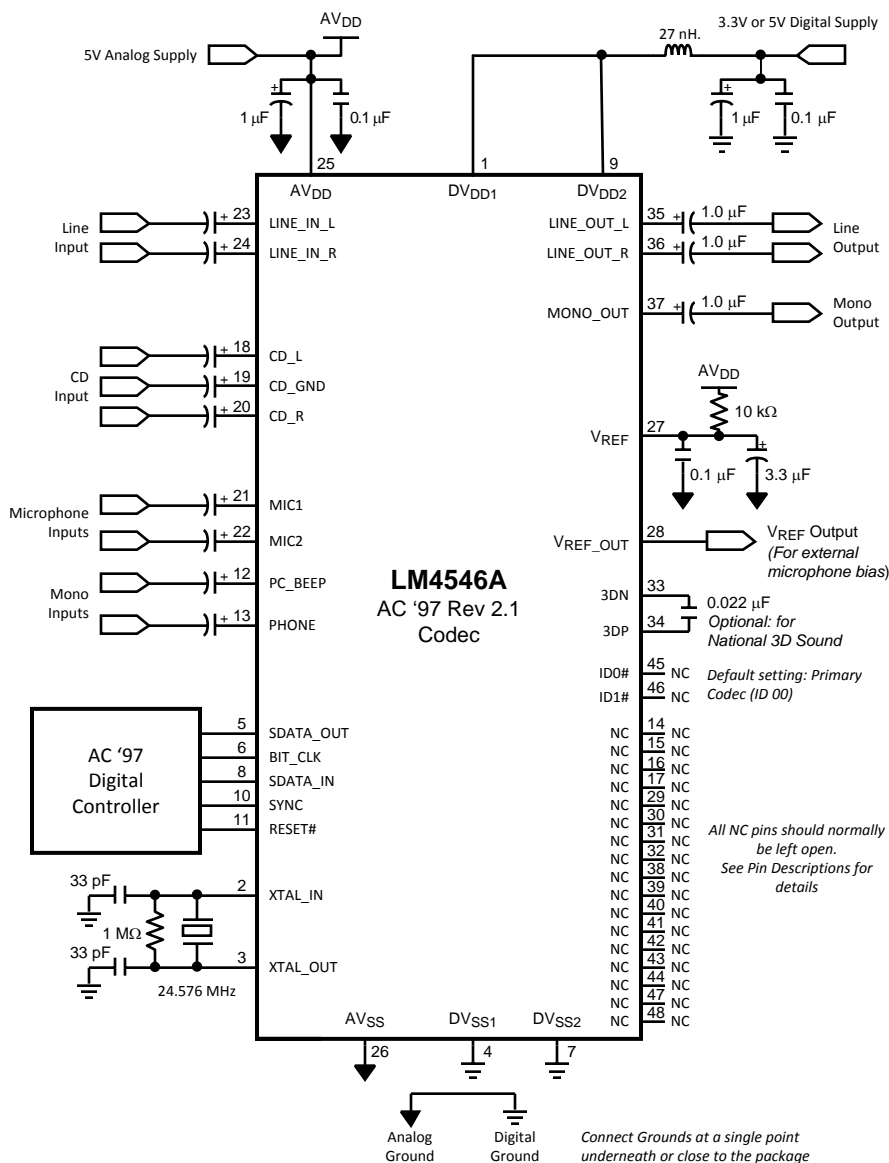 AVDD
5V Analog Supply
27 nH.
3.3V or 5V Digital Supply
+
1 µF
0.1 µF
+
1 µF
0.1 µF
25
1
9
AVDD
DVDD1
DVDD2
Line
Input
+ 23
LINE_IN_L
+ 24
LINE_IN_R
LINE_OUT_L
35
+
1.0 µF
LINE_OUT_R
36
+
1.0 µF
Line
Output
MONO_OUT
37
+
1.0 µF
Mono
Output
CD
Input
+ 18
CD_L
+ 19
CD_GND
+ 20
CD_R
AVDD
10 kΩ
VREF
27
+
0.1 µF
3.3 µF
Microphone
Inputs
+ 21
MIC1
+ 22
MIC2
VREF_OUT
28
VREF Output
(For external
microphone bias)
Mono
Inputs
+ 12
PC_BEEP
+ 13
PHONE
LM4546A
AC ‘97 Rev 2.1
Codec
3DN
33
3DP
34
0.022 µF
Optional: for
National 3D Sound
ID0#
45
NC
ID1#
46
NC
Default setting: Primary
Codec (ID 00)
AC ‘97
Digital
Controller
5
SDATA_OUT
6
BIT_CLK
8
SDATA_IN
10
SYNC
11
RESET#
NC 14 NC
NC 15 NC
NC 16 NC
NC 17 NC
NC 29 NC
NC 30 NC
NC 31 NC
NC 32 NC
NC 38 NC
NC 39 NC
NC 40 NC
NC 41 NC
NC 42 NC
NC 43 NC
NC 44 NC
NC 47 NC
NC 48 NC
All NC pins should normally
be left open.
See Pin Descriptions for
details
33 pF
2
XTAL_IN
1 MΩ
33 pF
3
XTAL_OUT
24.576 MHz
AVSS
DVSS1
DVSS2
26
4
7
Analog
Ground
Digital
Ground
Connect Grounds at a single point
underneath or close to the package